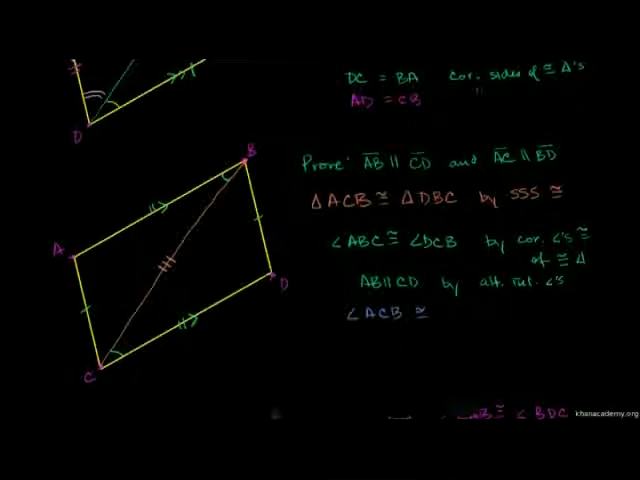 DC = BA cor. sides of ≅ Δ's
AD = CB
D
Prove: AB || CD and AC || BD
ΔACB ≅ ΔDBC by SSS ≅
∠ABC ≅ ∠DCB by cor. ∠'s ≅
of ≅ Δ
AB || CD by alt. int. ∠'s
∠ACB ≅
B
A
D
C
B ≅ ∠BDC
khanacademy.org